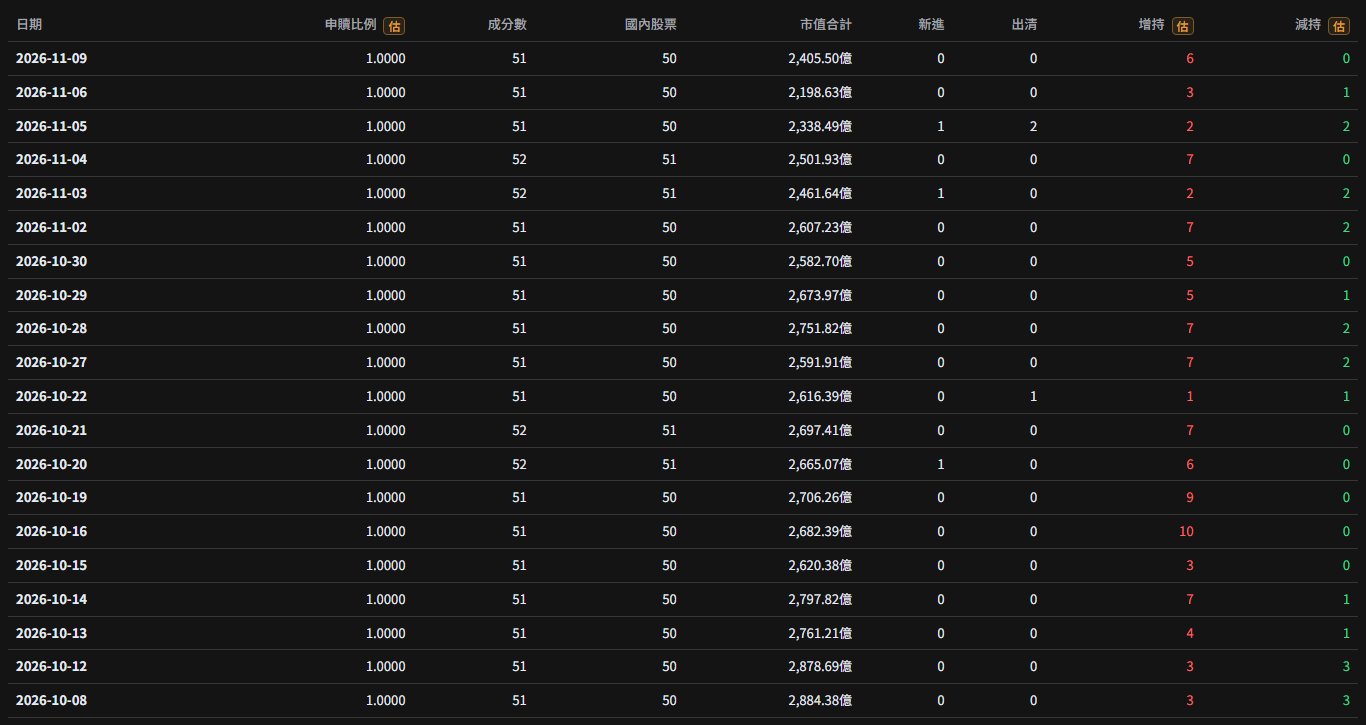 日期 申贖比例 估 成分數 國內股票 市值合計 新進 出清 增持 估 減持 估
2026-11-09 1.0000 51 50 2,405.50億 0 0 6 0
2026-11-06 1.0000 51 50 2,198.63億 0 0 3 1
2026-11-05 1.0000 51 50 2,338.49億 1 2 2 2
2026-11-04 1.0000 52 51 2,501.93億 0 0 7 0
2026-11-03 1.0000 52 51 2,461.64億 1 0 2 2
2026-11-02 1.0000 51 50 2,607.23億 0 0 7 2
2026-10-30 1.0000 51 50 2,582.70億 0 0 5 0
2026-10-29 1.0000 51 50 2,673.97億 0 0 5 1
2026-10-28 1.0000 51 50 2,751.82億 0 0 7 2
2026-10-27 1.0000 51 50 2,591.91億 0 0 7 2
2026-10-22 1.0000 51 50 2,616.39億 0 1 1 1
2026-10-21 1.0000 52 51 2,697.41億 0 0 7 0
2026-10-20 1.0000 52 51 2,665.07億 1 0 6 0
2026-10-19 1.0000 51 50 2,706.26億 0 0 9 0
2026-10-16 1.0000 51 50 2,682.39億 0 0 10 0
2026-10-15 1.0000 51 50 2,620.38億 0 0 3 0
2026-10-14 1.0000 51 50 2,797.82億 0 0 7 1
2026-10-13 1.0000 51 50 2,761.21億 0 0 4 1
2026-10-12 1.0000 51 50 2,878.69億 0 0 3 3
2026-10-08 1.0000 51 50 2,884.38億 0 0 3 3